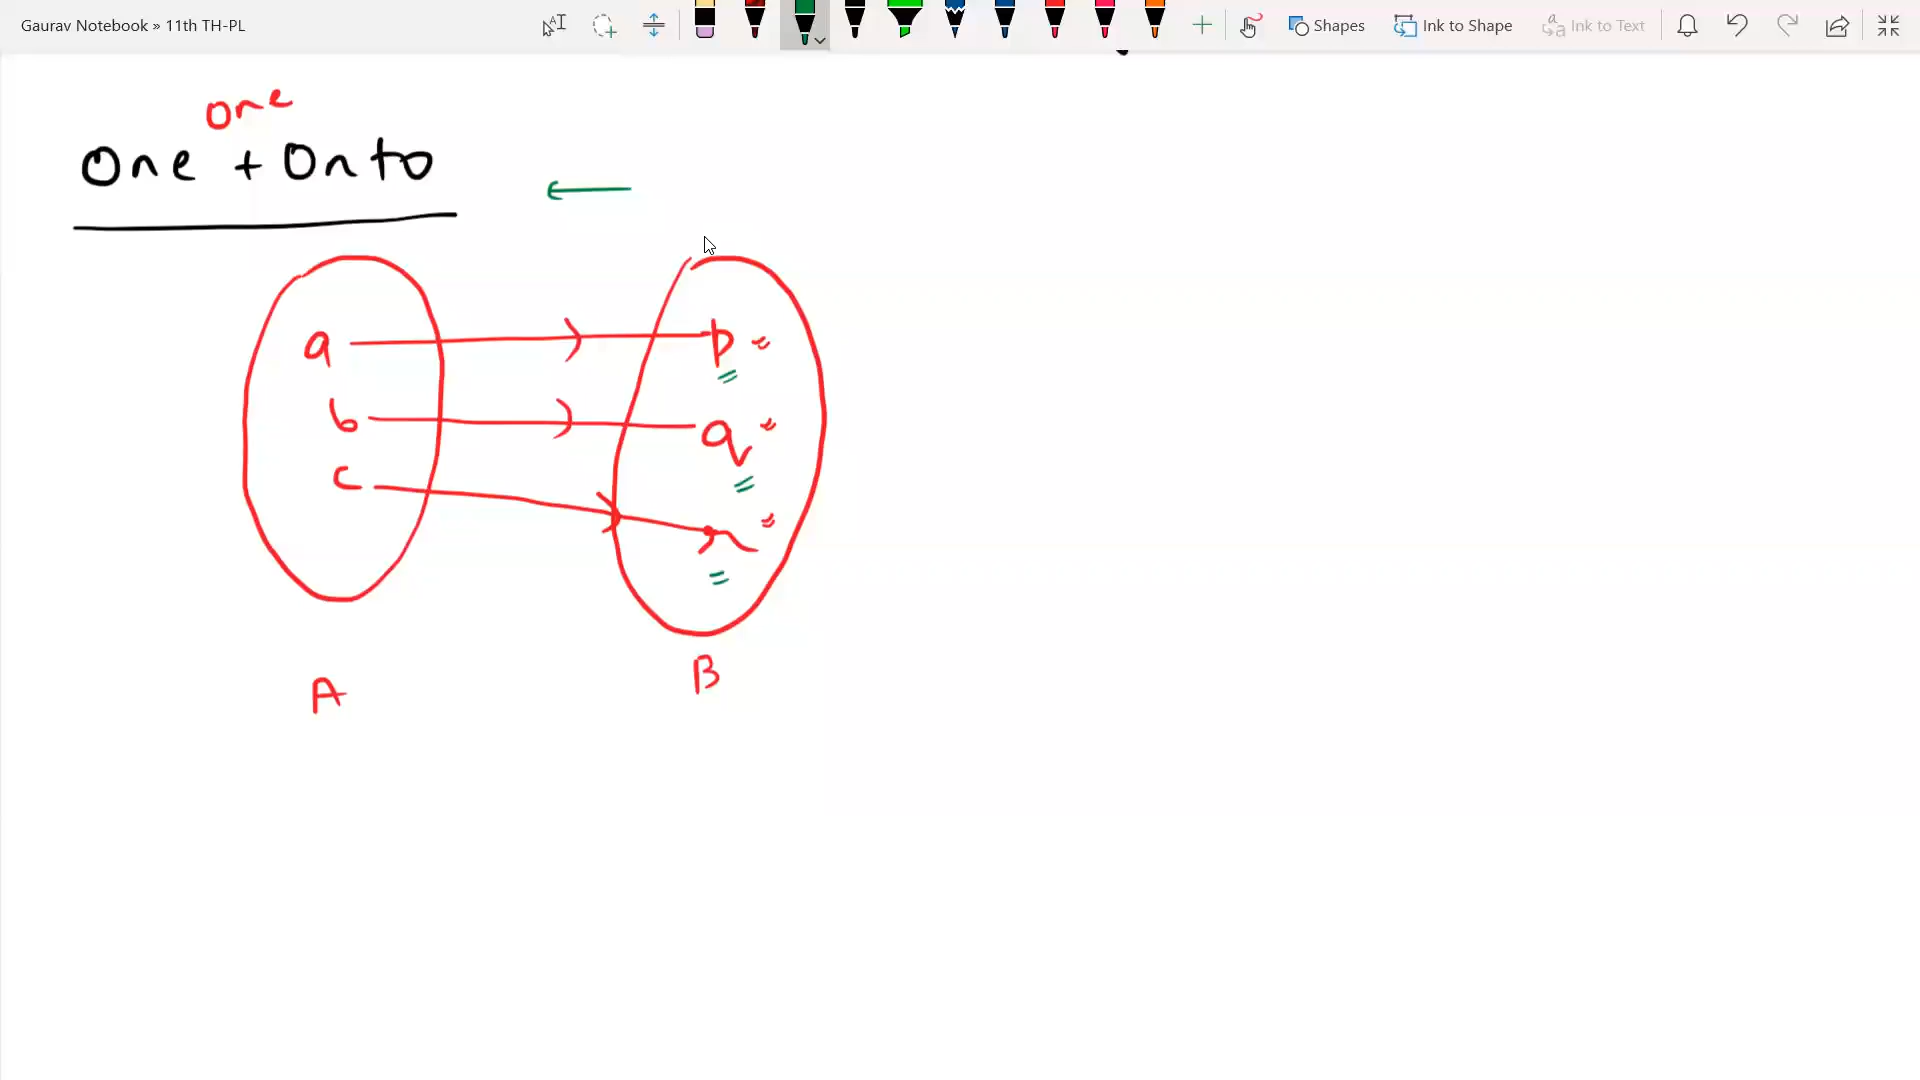 Gaurav Notebook » 11th TH-PL
Shapes
Ink to Shape
Ink to Text
one
One + Onto
a
p =
b
q =
c
r =
A
B